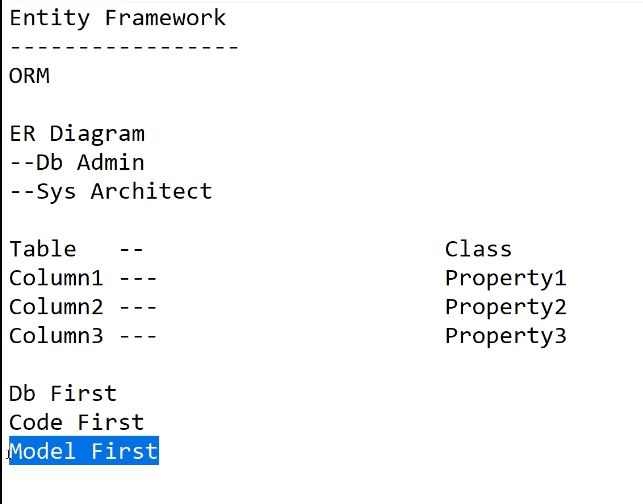 Entity Framework
-----------------
ORM
ER Diagram
--Db Admin
--Sys Architect
Table -- Class
Column1 --- Property1
Column2 --- Property2
Column3 --- Property3
Db First
Code First
Model First